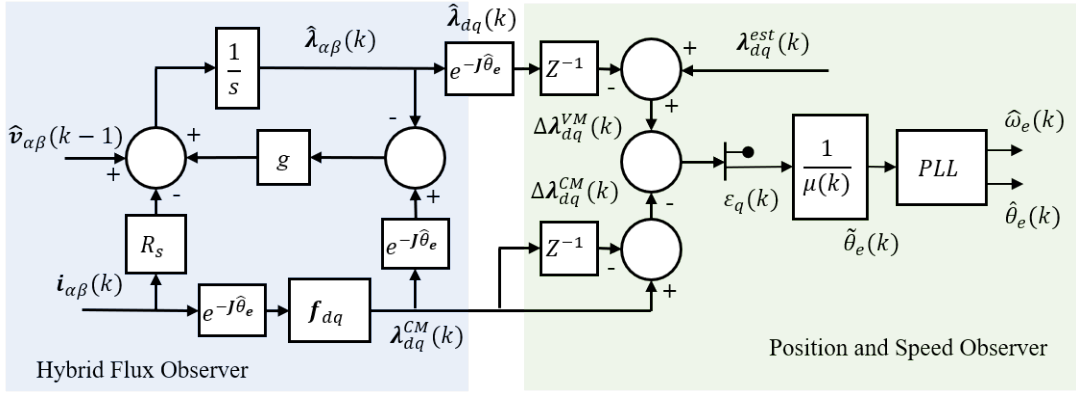 1/s
λ̂_αβ(k)
λ̂_dq(k)
e^−Jθ̂_e
Z^−1
+
-
λ_dq^est(k)
+
+
v̂_αβ(k−1)
+
+
-
g
-
+
Δλ_dq^VM(k)
+
-
Δλ_dq^CM(k)
ε_q(k)
1/μ(k)
θ̃_e(k)
PLL
ω̂_e(k)
θ̂_e(k)
R_s
e^−Jθ̂_e
Z^−1
-
+
i_αβ(k)
e^−Jθ̂_e
f_dq
λ_dq^CM(k)
Hybrid Flux Observer
Position and Speed Observer